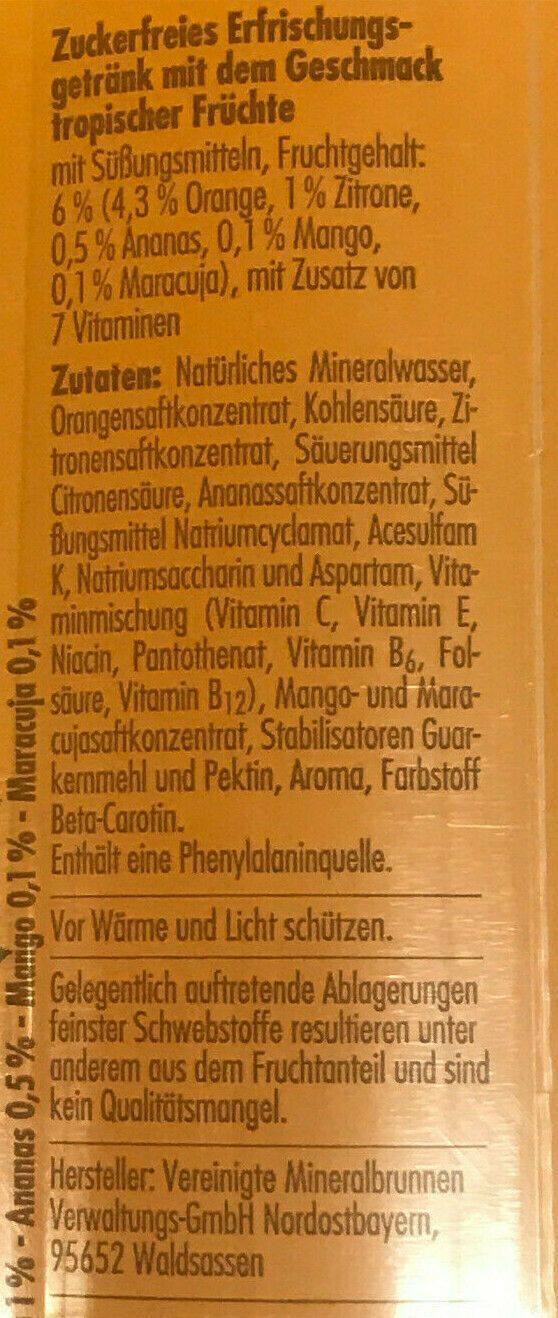 Zuckerfreies Erfrischungs-
getränk mit dem Geschmack
tropischer Früchte
mit Süßungsmitteln, Fruchtgehalt:
6 % (4,3 % Orange, 1 % Zitrone,
0,5 % Ananas, 0,1 % Mango,
0,1 % Maracuja), mit Zusatz von
7 Vitaminen
Zutaten: Natürliches Mineralwasser,
Orangensaftkonzentrat, Kohlensäure, Zi-
tronensaftkonzentrat, Säuerungsmittel
Citronensäure, Ananassaftkonzentrat, Sü-
ßungsmittel Natriumcyclamat, Acesulfam
K, Natriumsaccharin und Aspartam, Vita-
minmischung (Vitamin C, Vitamin E,
Niacin, Pantothenat, Vitamin B6, Fol-
säure, Vitamin B12), Mango- und Mara-
cujasaftkonzentrat, Stabilisatoren Guar-
kernmehl und Pektin, Aroma, Farbstoff
Beta-Carotin.
Enthält eine Phenylalaninquelle.
Vor Wärme und Licht schützen.
Gelegentlich auftretende Ablagerungen
feinster Schwebstoffe resultieren unter
anderem aus dem Fruchtanteil und sind
kein Qualitätsmangel.
Hersteller: Vereinigte Mineralbrunnen
Verwaltungs-GmbH Nordostbayern,
95652 Waldsassen
1 % - Ananas 0,5 % - Mango 0,1 % - Maracuja 0,1 %